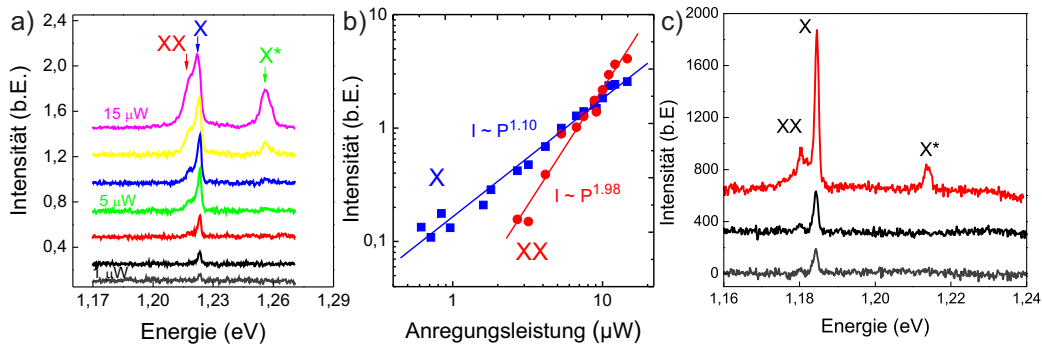 a)
Intensität (b.E.)
2,4
2,0
1,6
1,2
0,8
0,4
XX
X
X*
15 µW
5 µW
1 µW
1,17
1,20
1,23
1,26
1,29
Energie (eV)
b)
Intensität (b.E.)
10
1
0,1
I ~ P^1.10
I ~ P^1.98
X
XX
1
10
Anregungsleistung (µW)
c)
Intensität (b.E)
2000
1600
1200
800
400
0
X
XX
X*
1,16
1,18
1,20
1,22
1,24
Energie (eV)